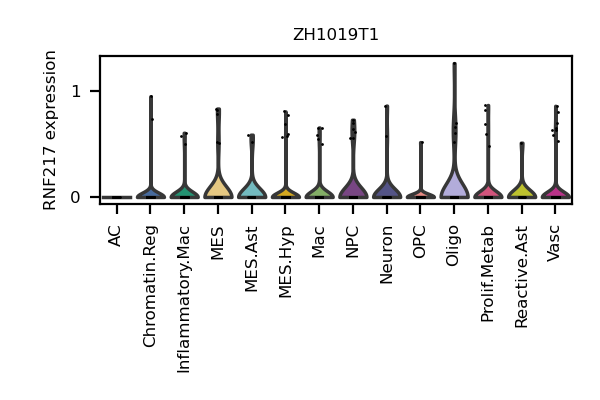 ZH1019T1
RNF217 expression
1
0
AC
Chromatin.Reg
Inflammatory.Mac
MES
MES.Ast
MES.Hyp
Mac
NPC
Neuron
OPC
Oligo
Prolif.Metab
Reactive.Ast
Vasc